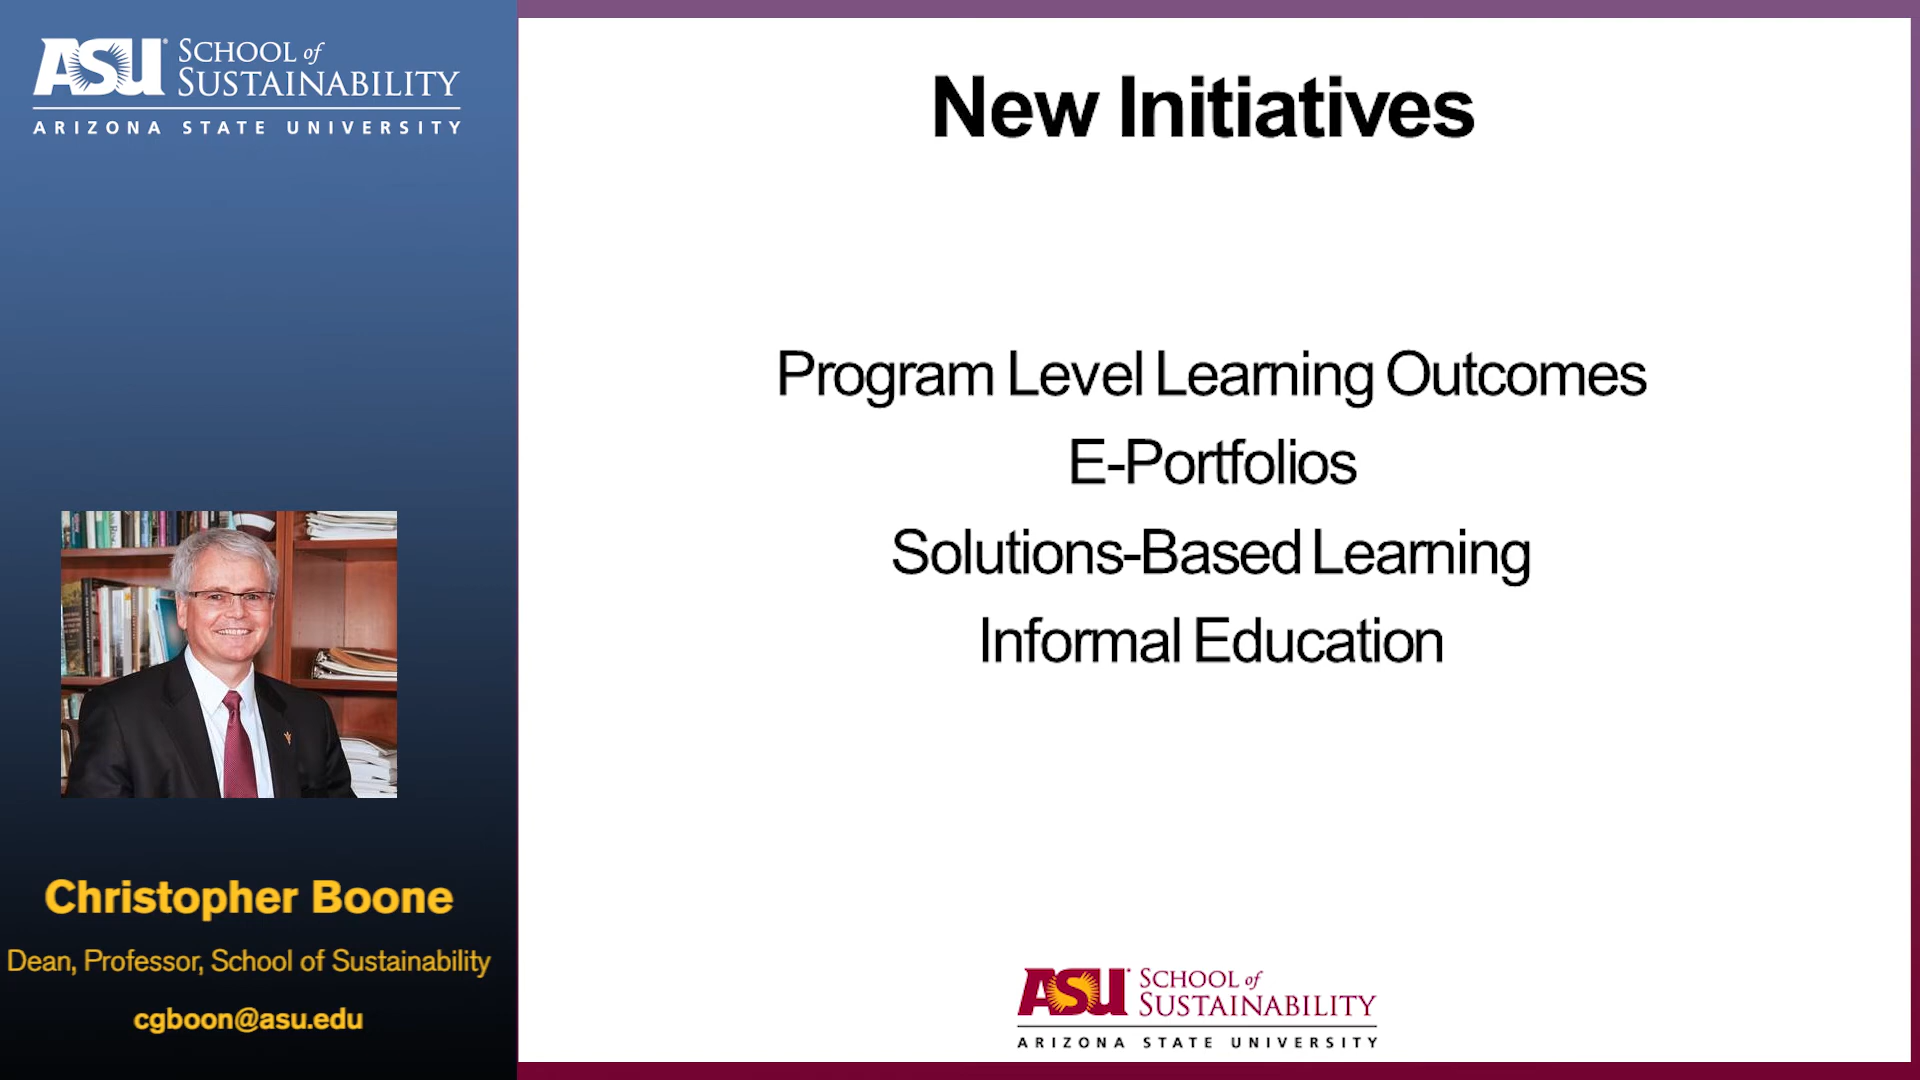 ASU SCHOOL of
SUSTAINABILITY
ARIZONA STATE UNIVERSITY
Christopher Boone
Dean, Professor, School of Sustainability
cgboon@asu.edu
New Initiatives
Program Level Learning Outcomes
E-Portfolios
Solutions-Based Learning
Informal Education
ASU SCHOOL of
SUSTAINABILITY
ARIZONA STATE UNIVERSITY